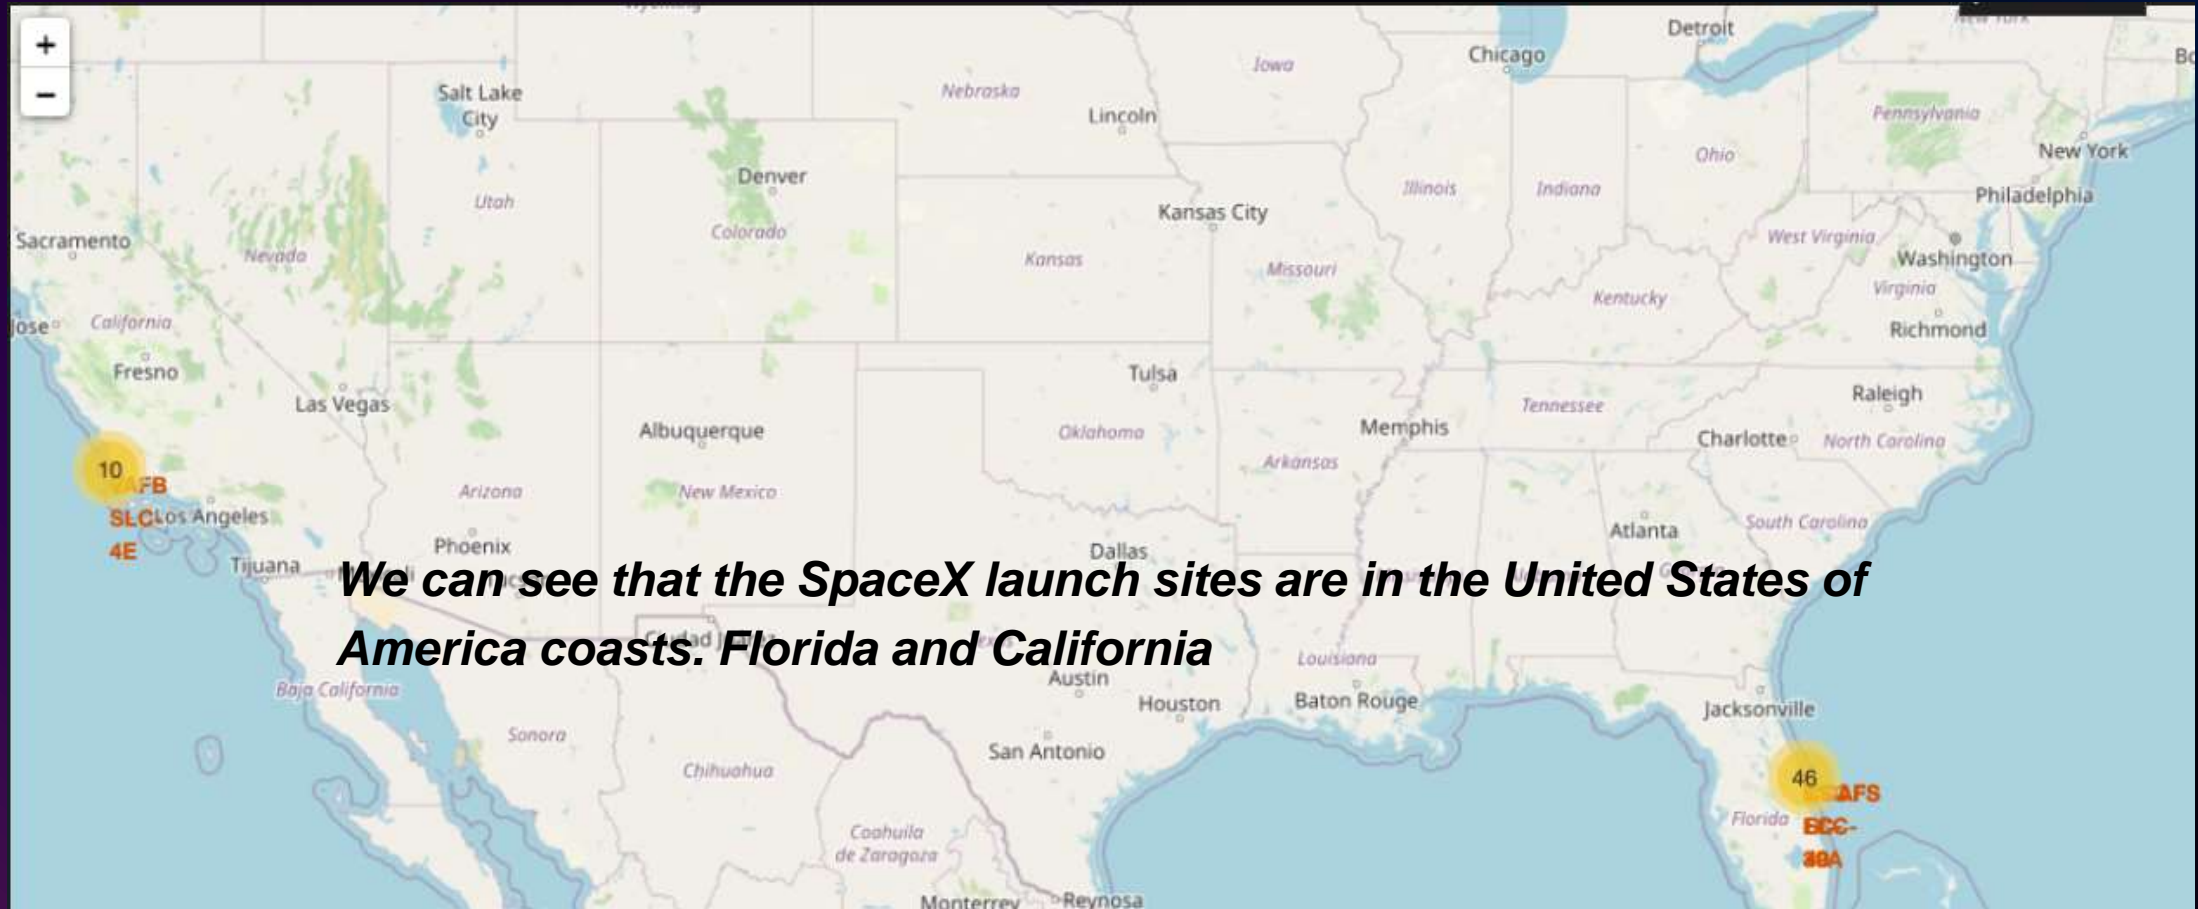 Wyoming
New York
+
Detroit
Chicago
Iowa
Salt Lake
City
Nebraska
Lincoln
Pennsylvania
Ohio
New York
Denver
Utah
Illinois
Indiana
Philadelphia
Kansas City
Colorado
Sacramento
Nevada
Kansas
Missouri
West Virginia
Washington
Kentucky
Virginia
Jose
California
Richmond
Fresno
Tulsa
Las Vegas
Raleigh
Tennessee
Albuquerque
Oklahoma
Memphis
Charlotte
North Carolina
Arkansas
10
AFB
Arizona
New Mexico
SLC-
Los Angeles
South Carolina
Atlanta
4E
Phoenix
Dallas
Tijuana
We can see that the SpaceX launch sites are in the United States of
America coasts. Florida and California
Louisiana
Austin
Baja California
Houston
Baton Rouge
Jacksonville
Sonora
San Antonio
Chihuahua
46
AFS
Florida
Coahuila
de Zaragoza
Monterrey
Reynosa